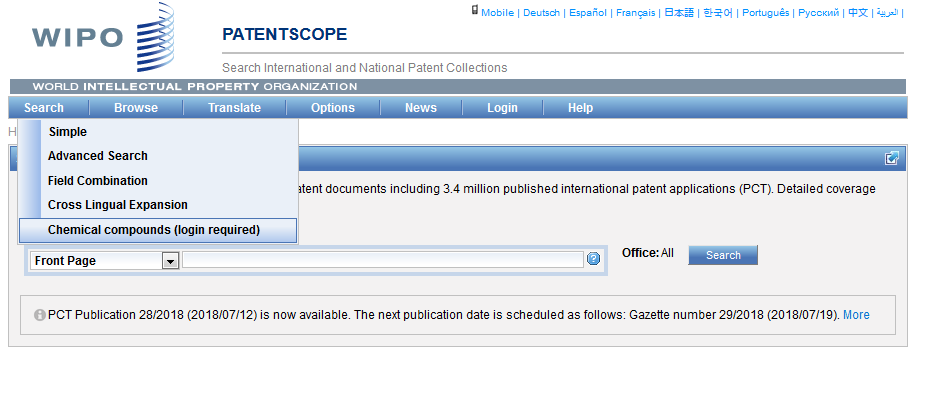 Mobile | Deutsch | Español | Français | 日本語 | 한국어 | Português | Русский | 中文 | العربية |
WIPO
PATENTSCOPE
Search International and National Patent Collections
WORLD INTELLECTUAL PROPERTY ORGANIZATION
Search Browse Translate Options News Login Help
H
Simple
Advanced Search
Field Combination
atent documents including 3.4 million published international patent applications (PCT). Detailed coverage
Cross Lingual Expansion
Chemical compounds (login required)
Front Page
Office: All Search
PCT Publication 28/2018 (2018/07/12) is now available. The next publication date is scheduled as follows: Gazette number 29/2018 (2018/07/19). More